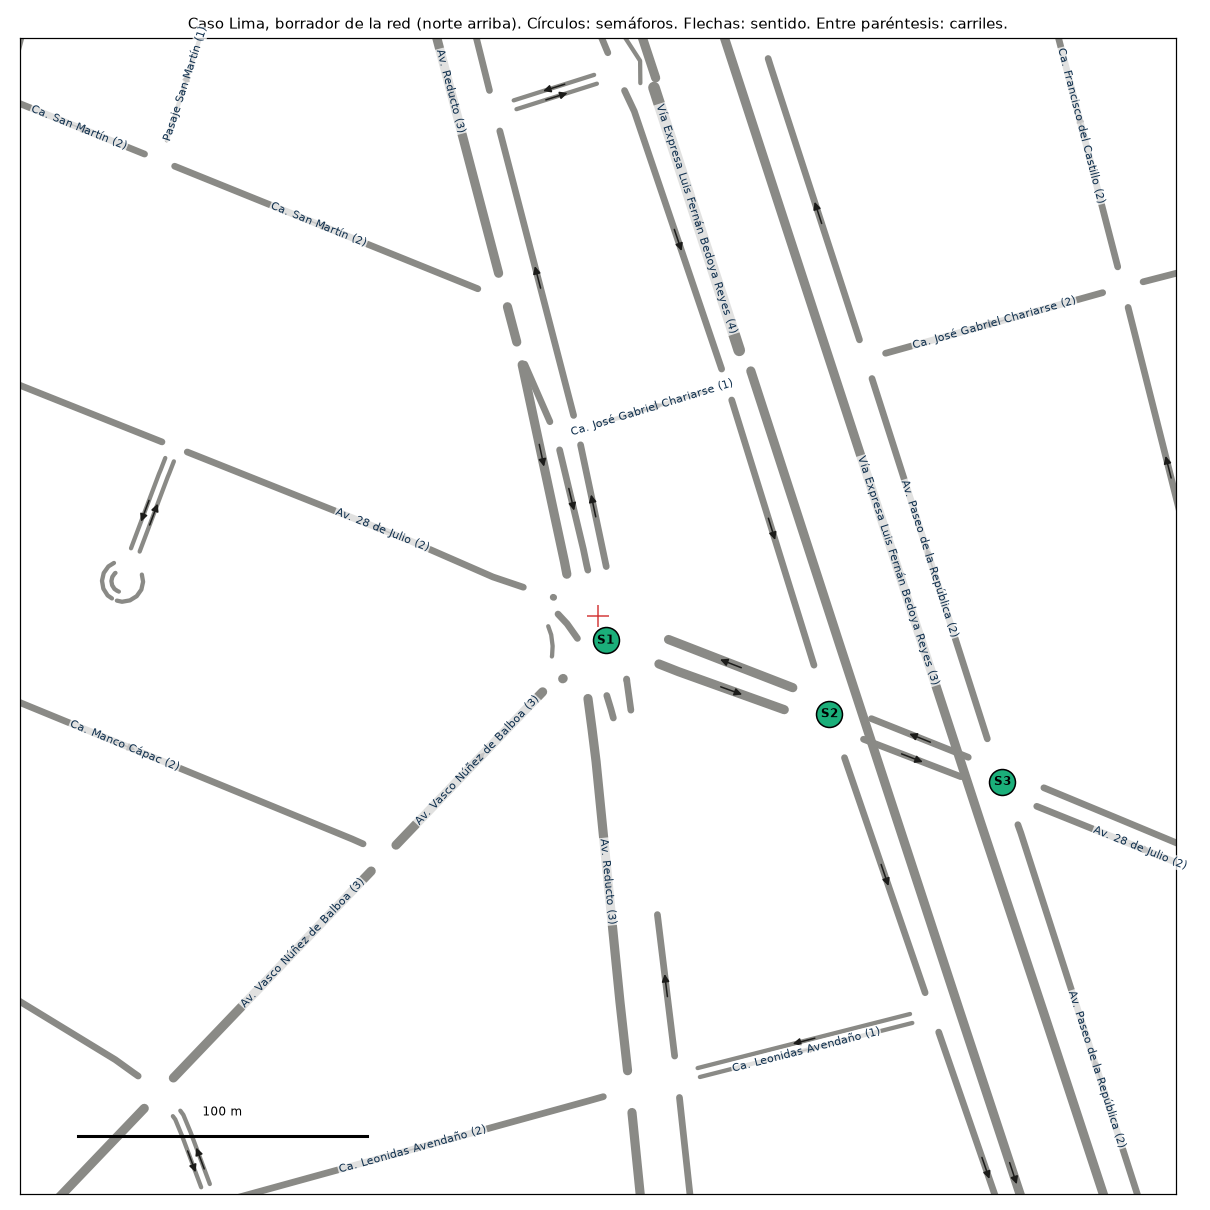 Caso Lima, borrador de la red (norte arriba). Círculos: semáforos. Flechas: sentido. Entre paréntesis: carriles.
Pasaje San Martín (1)
Ca. San Martín (2)
Av. Reducto (3)
Ca. Francisco del Castillo (2)
Vía Expresa Luis Fernán Bedoya Reyes (4)
Ca. San Martín (2)
Ca. José Gabriel Chariarse (2)
Ca. José Gabriel Chariarse (1)
Av. 28 de Julio (2)
Vía Expresa Luis Fernán Bedoya Reyes (3)
Av. Paseo de la República (2)
S1
S2
Ca. Manco Cápac (2)
Av. Vasco Núñez de Balboa (3)
S3
Av. 28 de Julio (2)
Av. Reducto (3)
Av. Vasco Núñez de Balboa (3)
Ca. Leonidas Avendaño (1)
Av. Paseo de la República (2)
100 m
Ca. Leonidas Avendaño (2)